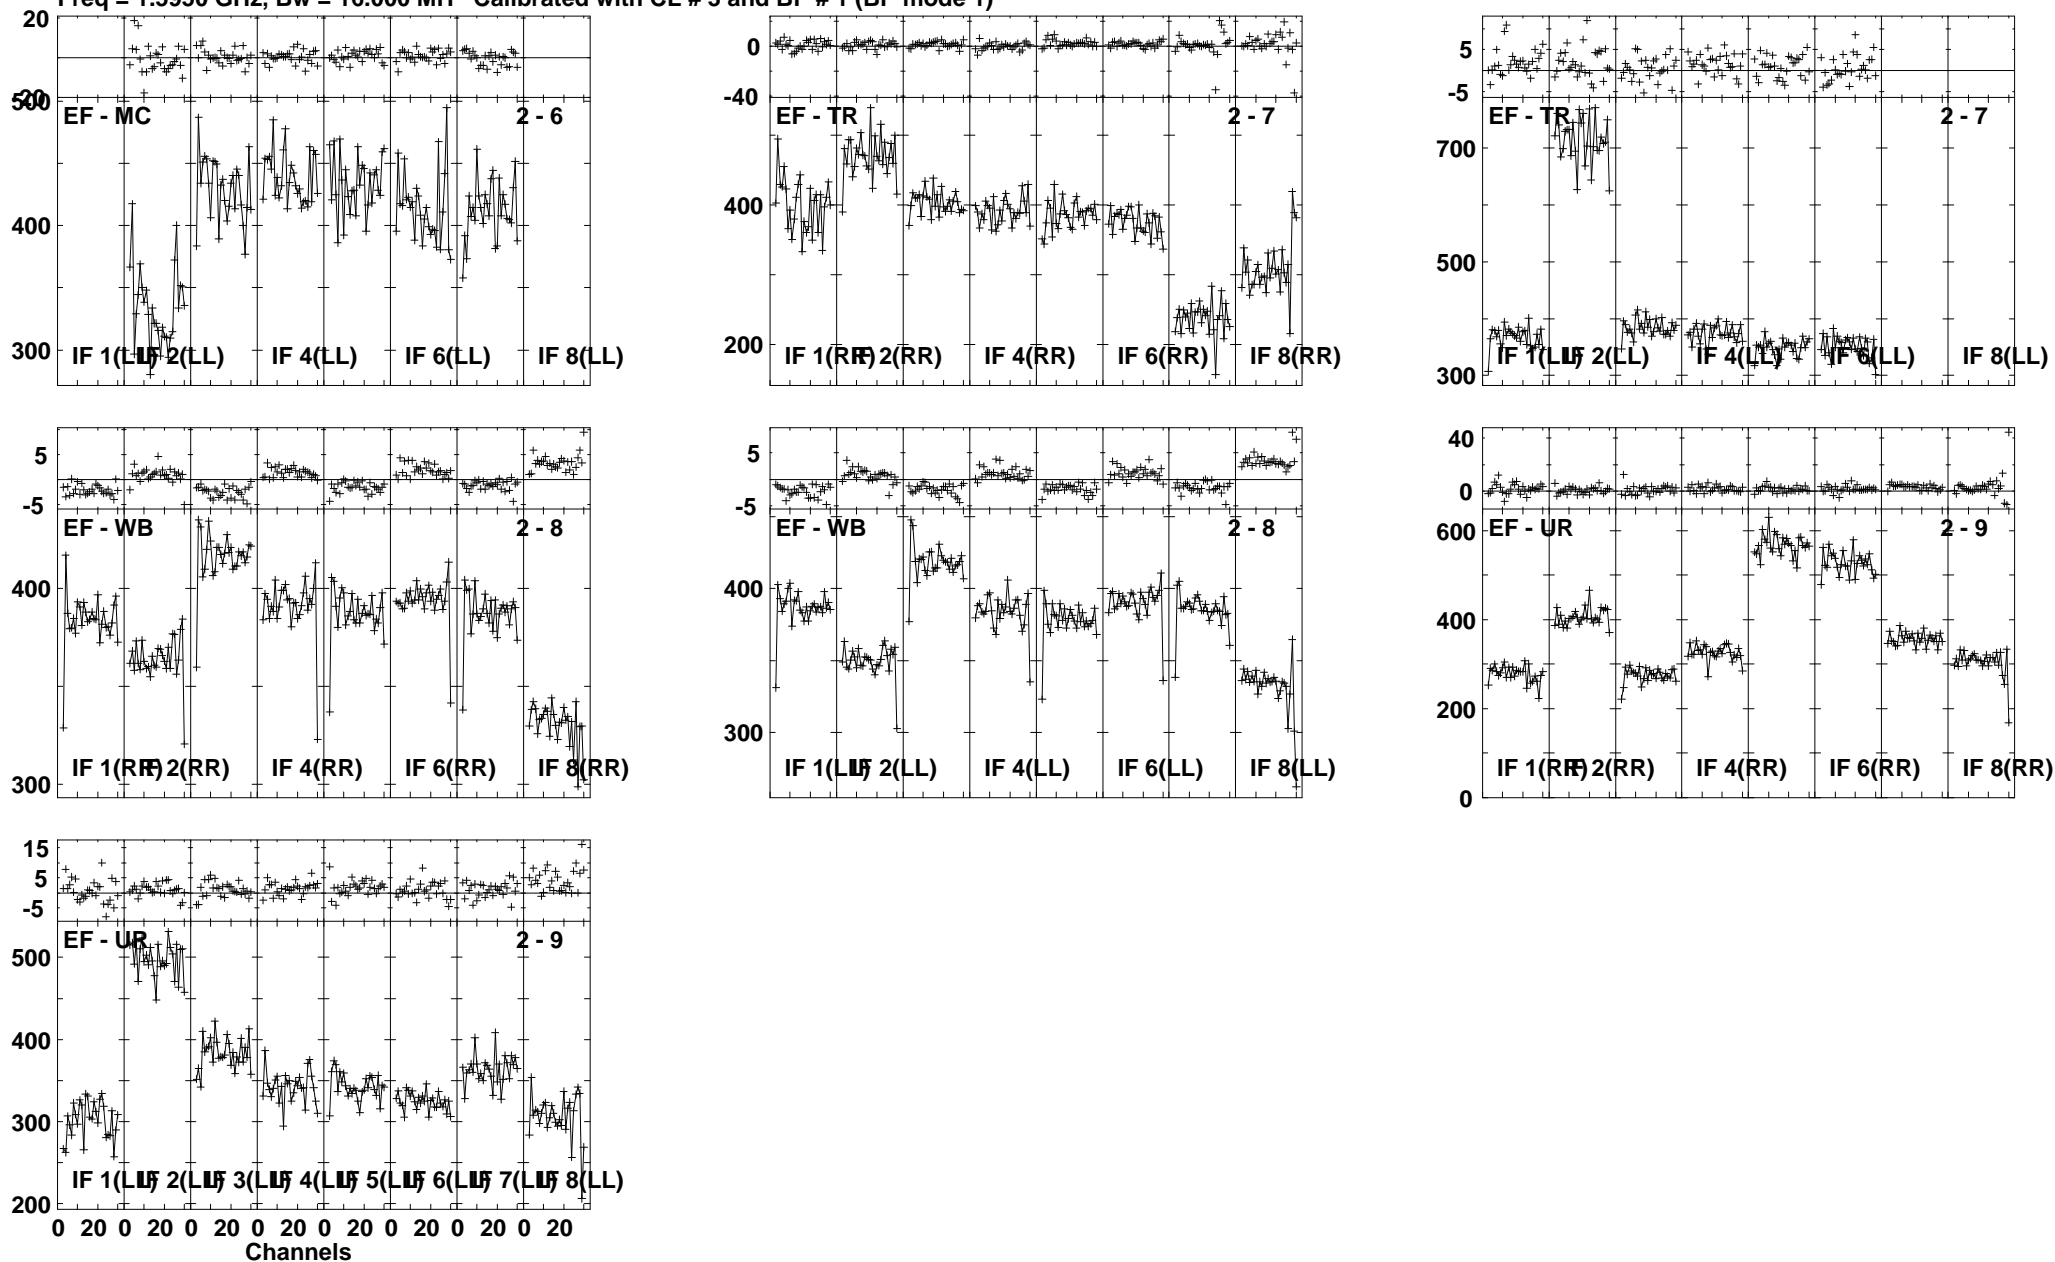 Calibrated with CL # 3 and BP # 1 (BP mode 1)
20
-20
500
400
300
EF - MC
2 - 6
IF 1(LL)
IF 2(LL)
IF 4(LL)
IF 6(LL)
IF 8(LL)
0
-40
400
200
EF - TR
2 - 7
IF 1(RR)
IF 2(RR)
IF 4(RR)
IF 6(RR)
IF 8(RR)
5
-5
700
500
300
EF - TR
2 - 7
IF 1(LL)
IF 2(LL)
IF 4(LL)
IF 6(LL)
IF 8(LL)
5
-5
400
300
EF - WB
2 - 8
IF 1(RR)
IF 2(RR)
IF 4(RR)
IF 6(RR)
IF 8(RR)
5
-5
400
300
EF - WB
2 - 8
IF 1(LL)
IF 2(LL)
IF 4(LL)
IF 6(LL)
IF 8(LL)
40
0
600
400
200
0
EF - UR
2 - 9
IF 1(RR)
IF 2(RR)
IF 4(RR)
IF 6(RR)
IF 8(RR)
15
5
-5
500
400
300
200
EF - UR
2 - 9
IF 1(LL)
IF 2(LL)
IF 3(LL)
IF 4(LL)
IF 5(LL)
IF 6(LL)
IF 7(LL)
IF 8(LL)
0 20 0 20 0 20 0 20 0 20 0 20 0 20 0 20
Channels